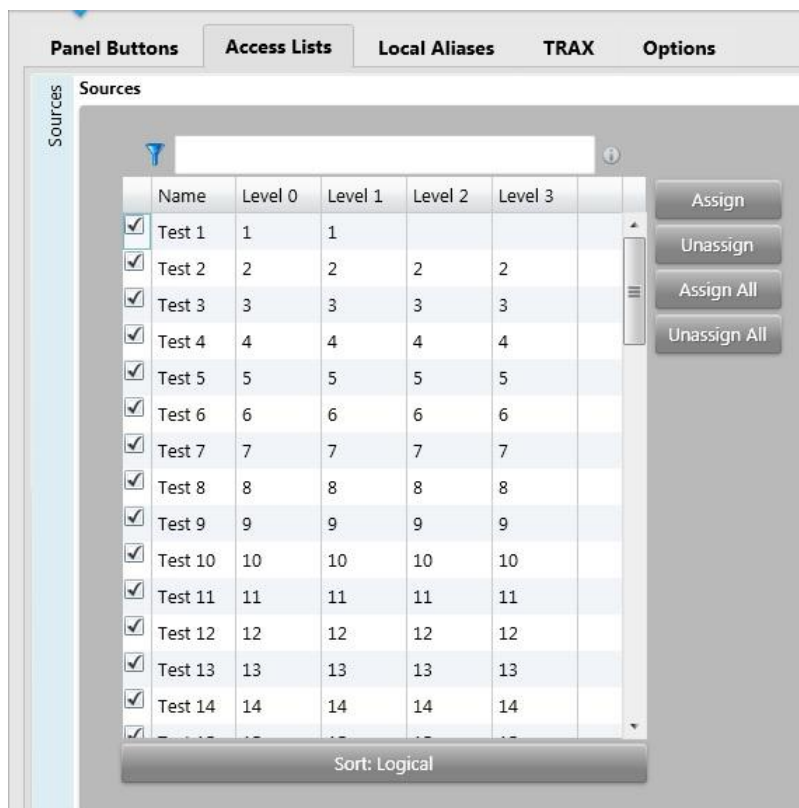 Panel Buttons Access Lists Local Aliases TRAX Options
Sources
Sources
Name Level 0 Level 1 Level 2 Level 3
Test 1 1 1
Test 2 2 2 2 2
Test 3 3 3 3 3
Test 4 4 4 4 4
Test 5 5 5 5 5
Test 6 6 6 6 6
Test 7 7 7 7 7
Test 8 8 8 8 8
Test 9 9 9 9 9
Test 10 10 10 10 10
Test 11 11 11 11 11
Test 12 12 12 12 12
Test 13 13 13 13 13
Test 14 14 14 14 14
Assign
Unassign
Assign All
Unassign All
Sort: Logical